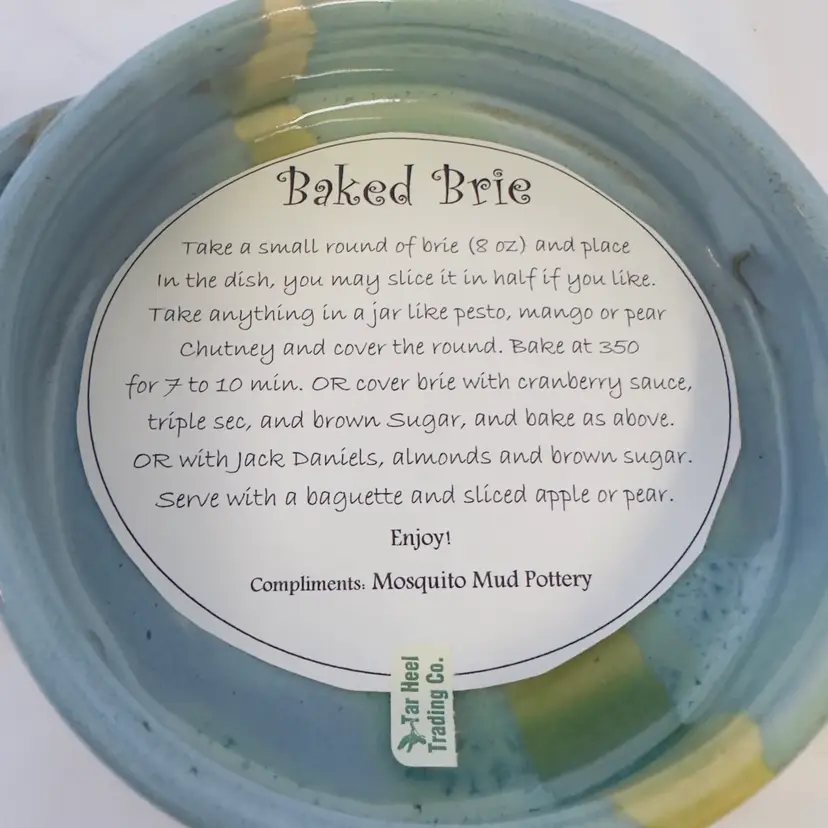 Baked Brie
Take a small round of brie (8 oz) and place
In the dish, you may slice it in half if you like.
Take anything in a jar like pesto, mango or pear
Chutney and cover the round. Bake at 350
for 7 to 10 min. OR cover brie with cranberry sauce,
triple sec, and brown Sugar, and bake as above.
OR with Jack Daniels, almonds and brown sugar.
Serve with a baguette and sliced apple or pear.
Enjoy!
Compliments: Mosquito Mud Pottery
Tar Heel
Trading Co.